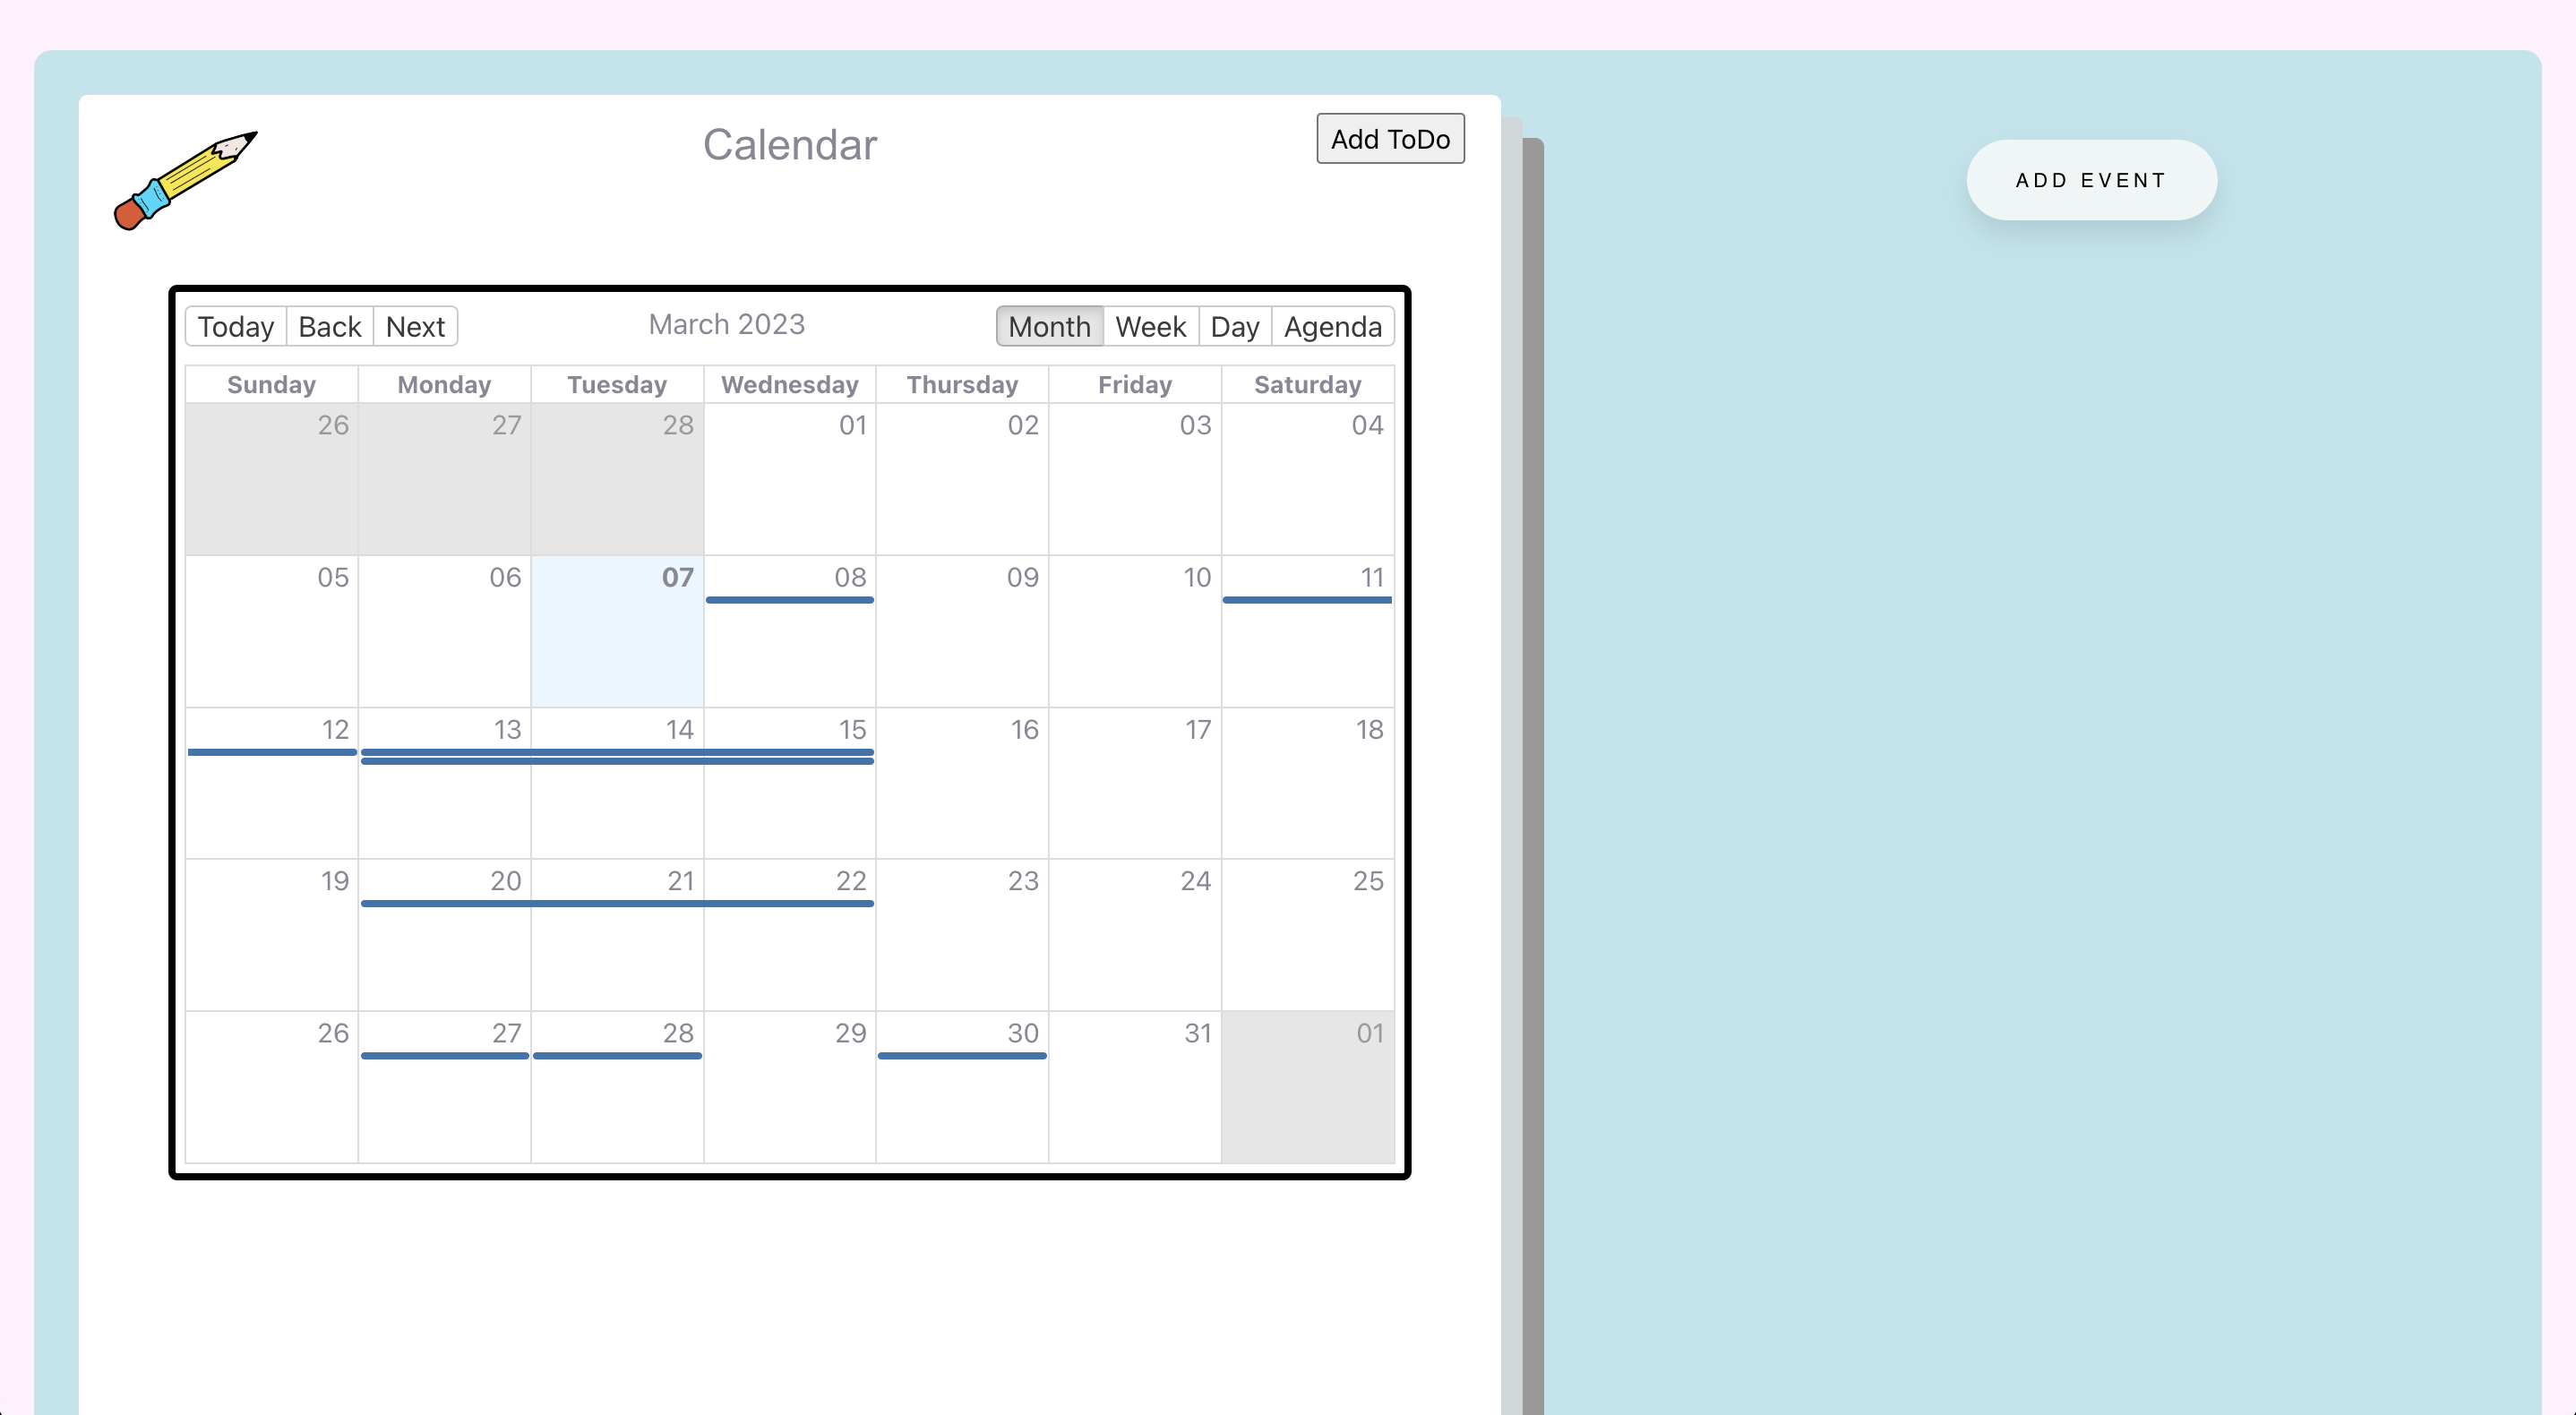 Calendar
Add ToDo
ADD EVENT
Today Back Next March 2023 Month Week Day Agenda
Sunday Monday Tuesday Wednesday Thursday Friday Saturday
26 27 28 01 02 03 04
05 06 07 08 09 10 11
12 13 14 15 16 17 18
19 20 21 22 23 24 25
26 27 28 29 30 31 01